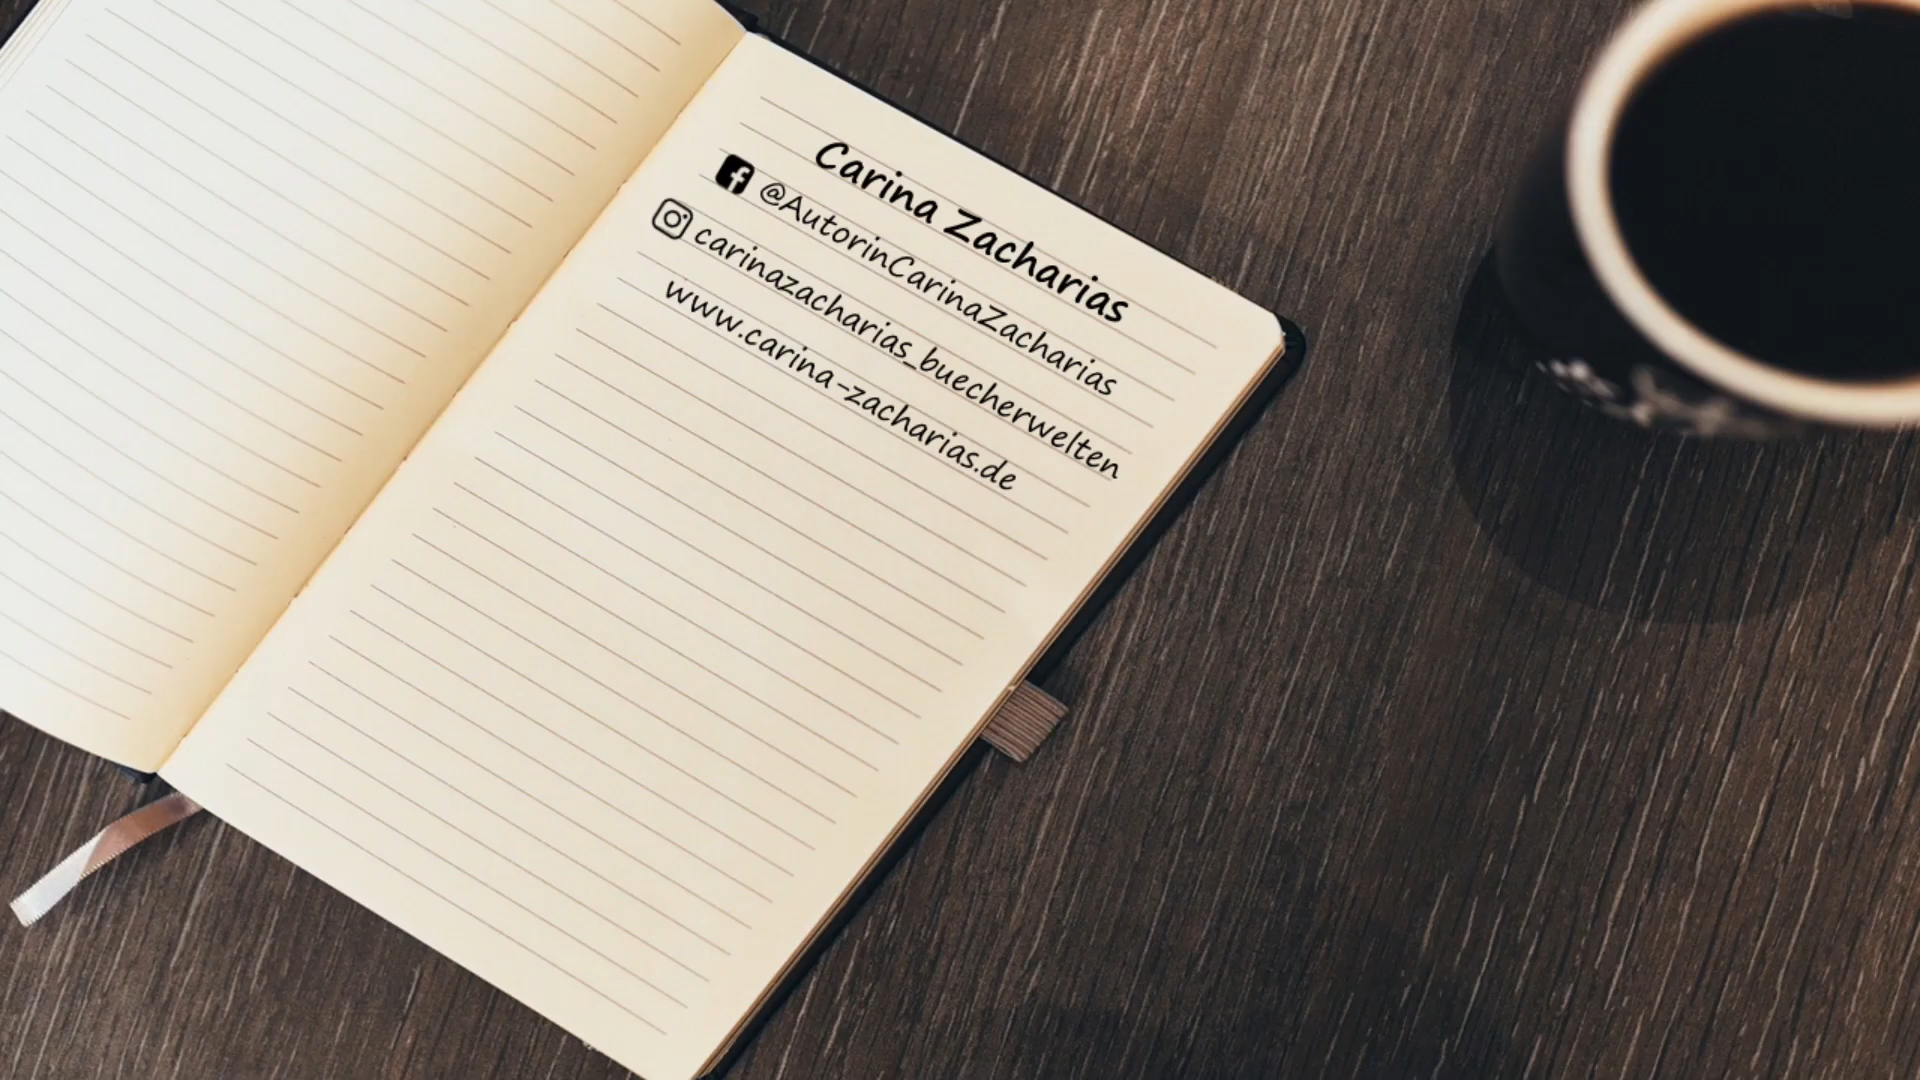 Carina Zacharias
@AutorinCarinaZacharias
carinazacharias_buecherwelten
www.carina-zacharias.de